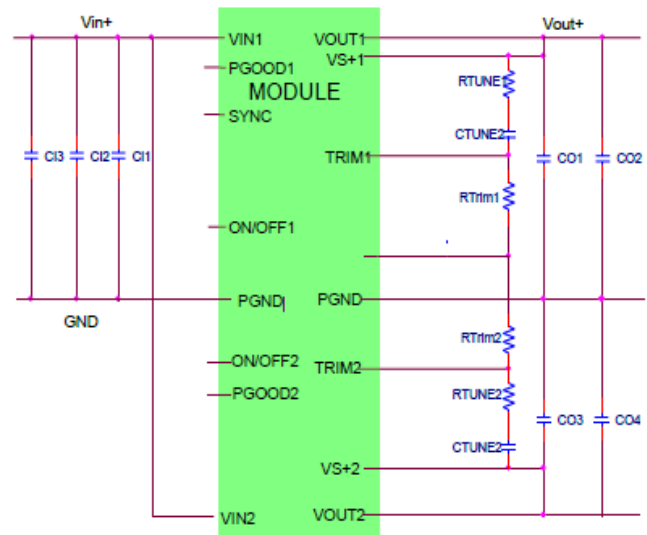 Vin+
Vout+
VIN1
VOUT1
VS+1
PGOOD1
RTUNE1
MODULE
SYNC
CTUNE2
CI3
CI2
CI1
TRIM1
CO1
CO2
RTrim1
ON/OFF1
PGND
PGND
GND
RTrim2
ON/OFF2
TRIM2
PGOOD2
RTUNE2
CO3
CO4
CTUNE2
VS+2
VIN2
VOUT2